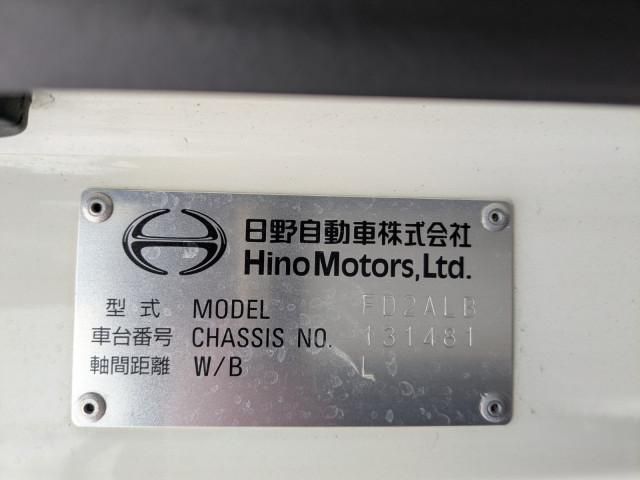 日野自動車株式会社
Hino Motors, Ltd.
型式 MODEL FD2ALB
車台番号 CHASSIS NO. -131481
軸間距離 W/B L